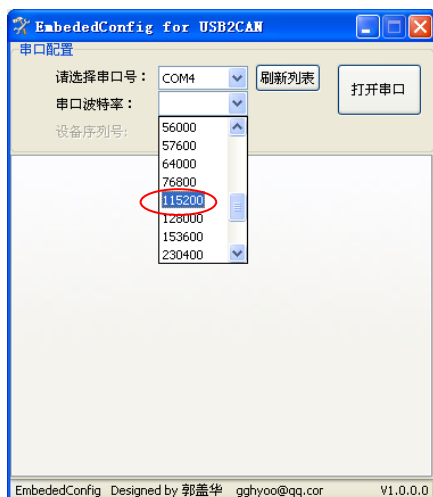 EmbededConfig for USB2CAN
串口配置
请选择串口号： COM4 刷新列表
打开串口
串口波特率：
设备序列号:
56000
57600
64000
76800
115200
128000
153600
230400
EmbededConfig Designed by 郭盖华 gghyoo@qq.cor V1.0.0.0